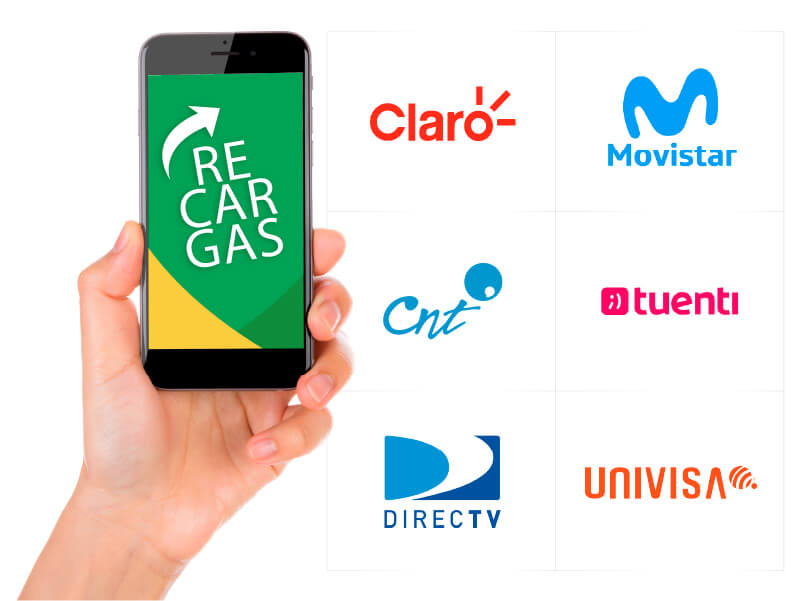 RE
CAR
GAS
Claro
Movistar
Cnt
tuenti
DIRECTV
UNIVISA